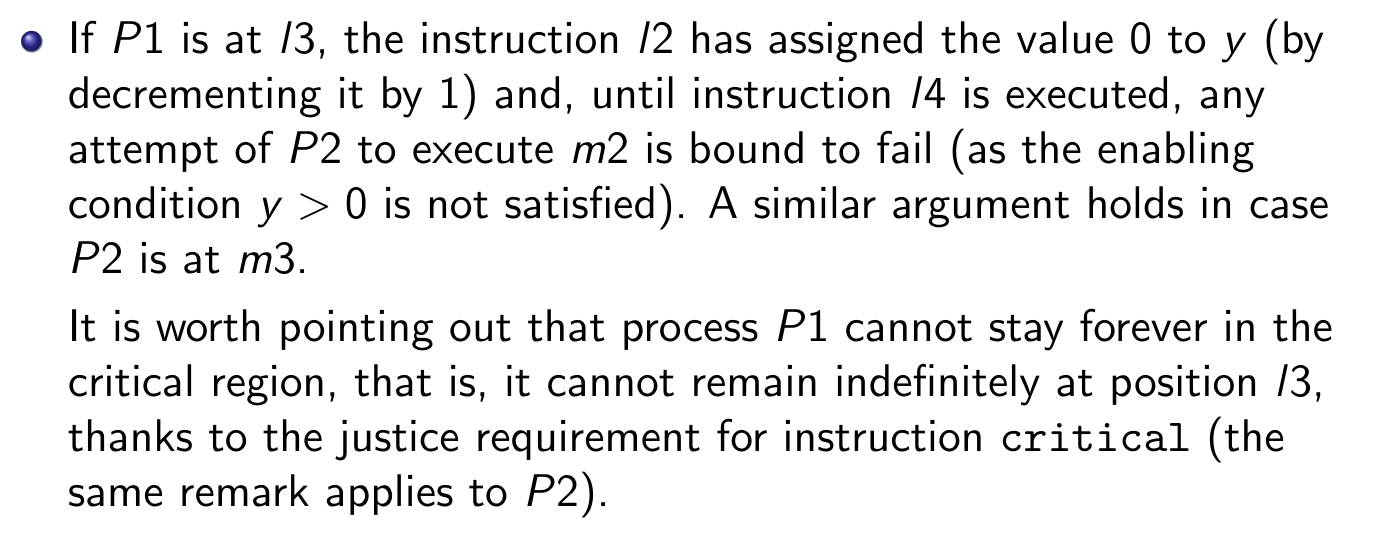 If P1 is at l3, the instruction l2 has assigned the value 0 to y (by
decrementing it by 1) and, until instruction l4 is executed, any
attempt of P2 to execute m2 is bound to fail (as the enabling
condition y > 0 is not satisfied). A similar argument holds in case
P2 is at m3.
It is worth pointing out that process P1 cannot stay forever in the
critical region, that is, it cannot remain indefinitely at position l3,
thanks to the justice requirement for instruction critical (the
same remark applies to P2).